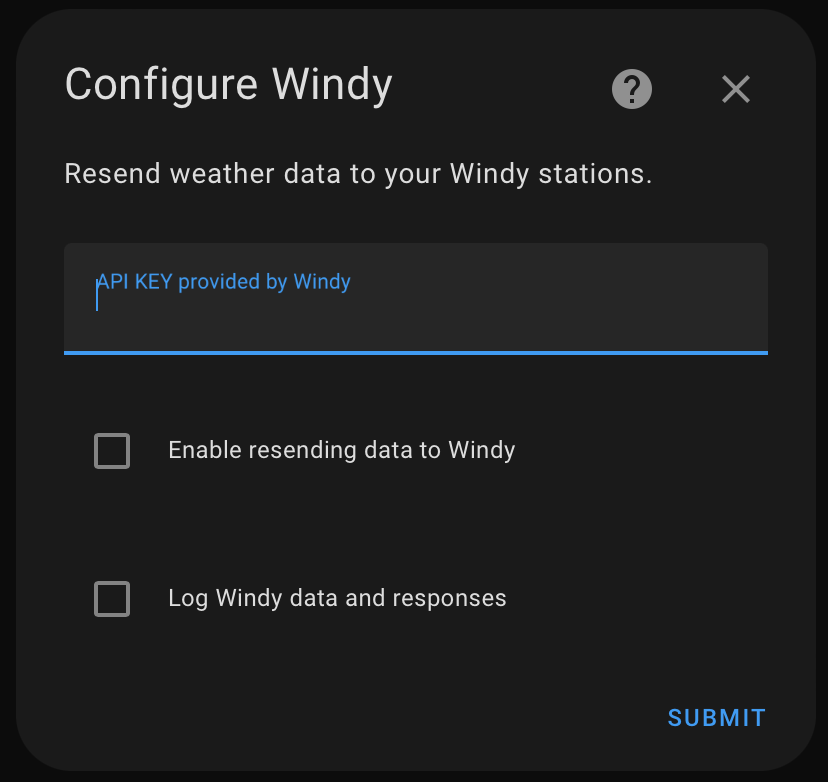 Configure Windy
Resend weather data to your Windy stations.
API KEY provided by Windy
Enable resending data to Windy
Log Windy data and responses
SUBMIT